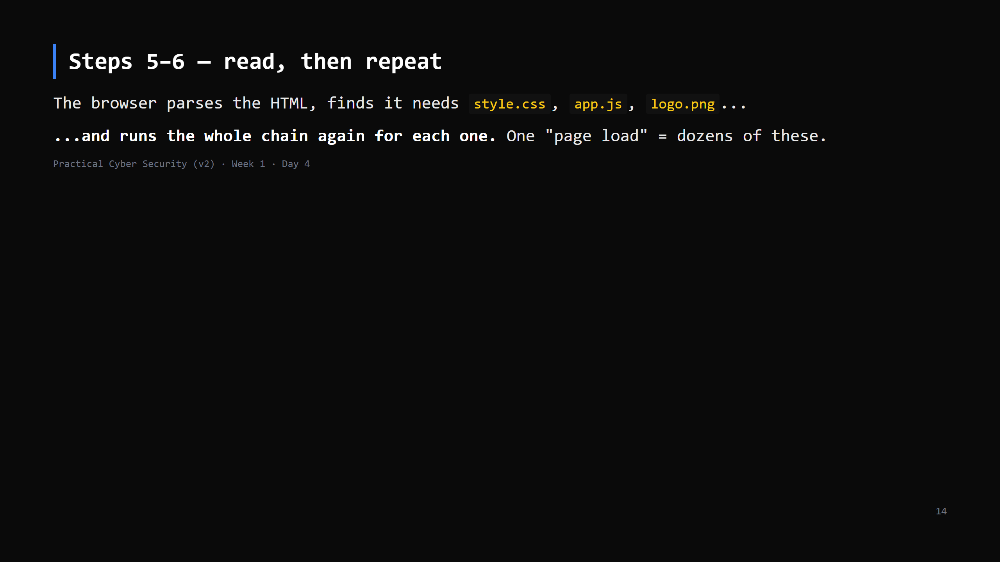 Steps 5–6 — read, then repeat
The browser parses the HTML, finds it needs style.css, app.js, logo.png...
...and runs the whole chain again for each one. One "page load" = dozens of these.
Practical Cyber Security (v2) · Week 1 · Day 4
14